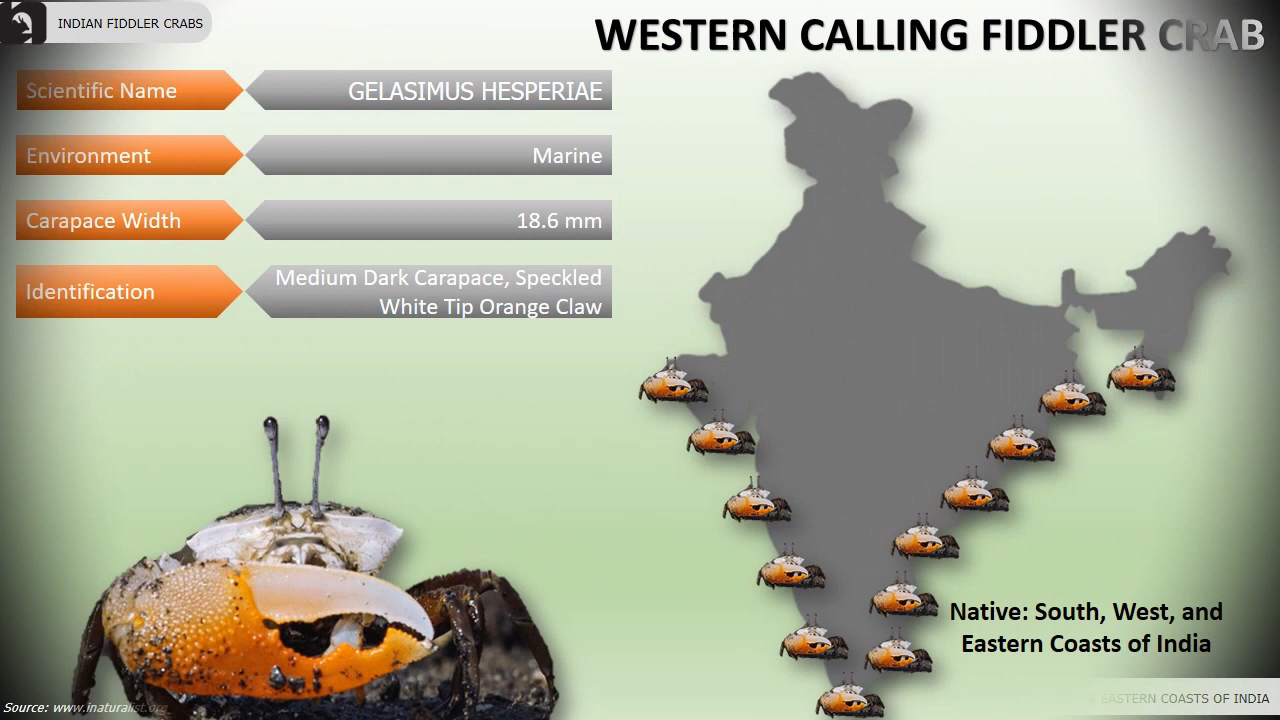 INDIAN FIDDLER CRABS
WESTERN CALLING FIDDLER CRAB
Scientific Name
GELASIMUS HESPERIAE
Environment
Marine
Carapace Width
18.6 mm
Identification
Medium Dark Carapace, Speckled
White Tip Orange Claw
Native: South, West, and
Eastern Coasts of India
Source: www.inaturalist.org
EASTERN COASTS OF INDIA